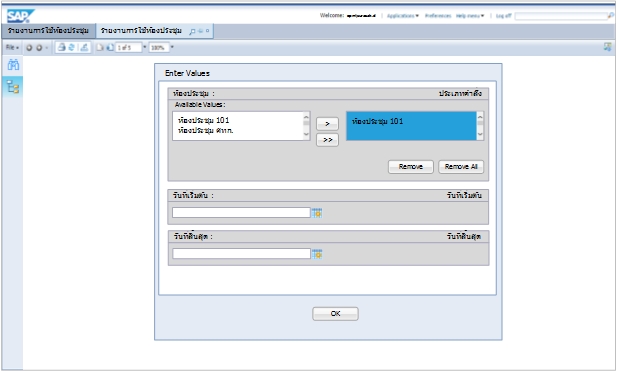 SAP
Welcome: | Applications Preferences Help menu | Log off
รายงานการใช้ห้องประชุม รายงานการใช้ห้องประชุม
File 1 of 1 100%
Enter Values
ห้องประชุม : ประเภทคำสั่ง
Available Values:
ห้องประชุม 101 > ห้องประชุม 101
ห้องประชุม ศทก.
>>
Remove Remove All
วันที่เริ่มต้น : วันที่เริ่มต้น
วันที่สิ้นสุด : วันที่สิ้นสุด
OK